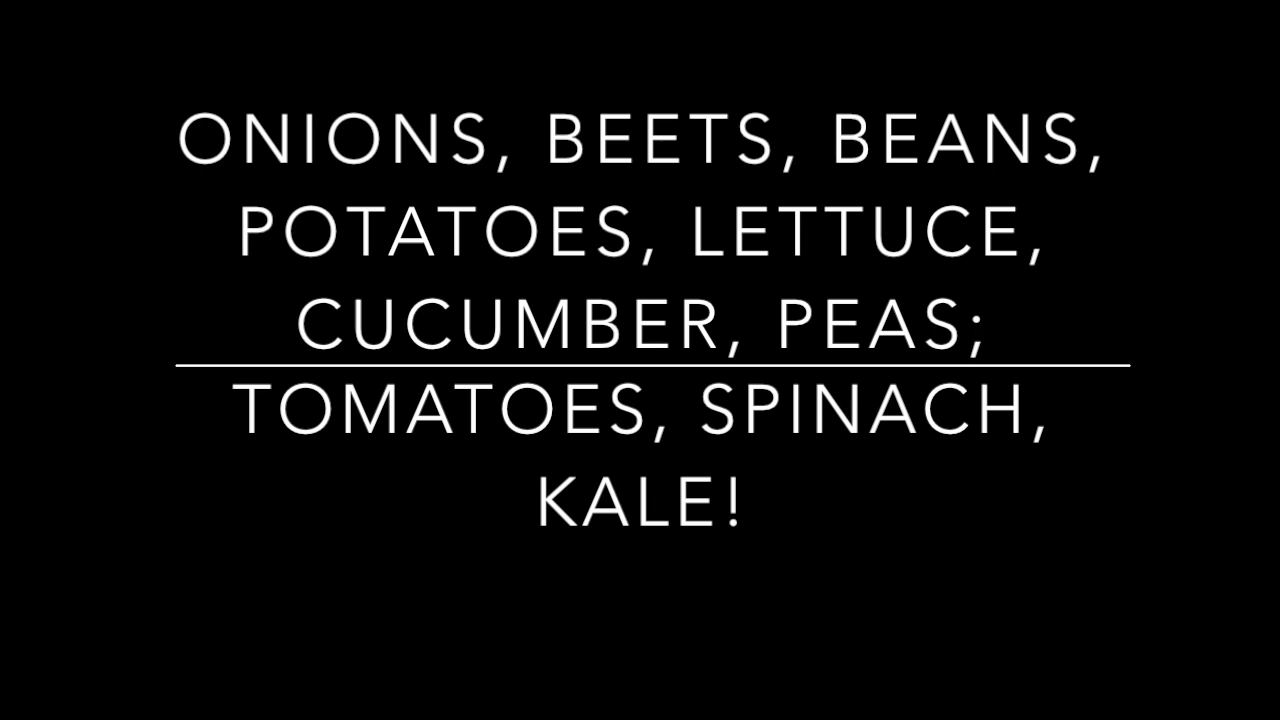 ONIONS, BEETS, BEANS,
POTATOES, LETTUCE,
CUCUMBER, PEAS;
TOMATOES, SPINACH,
KALE!